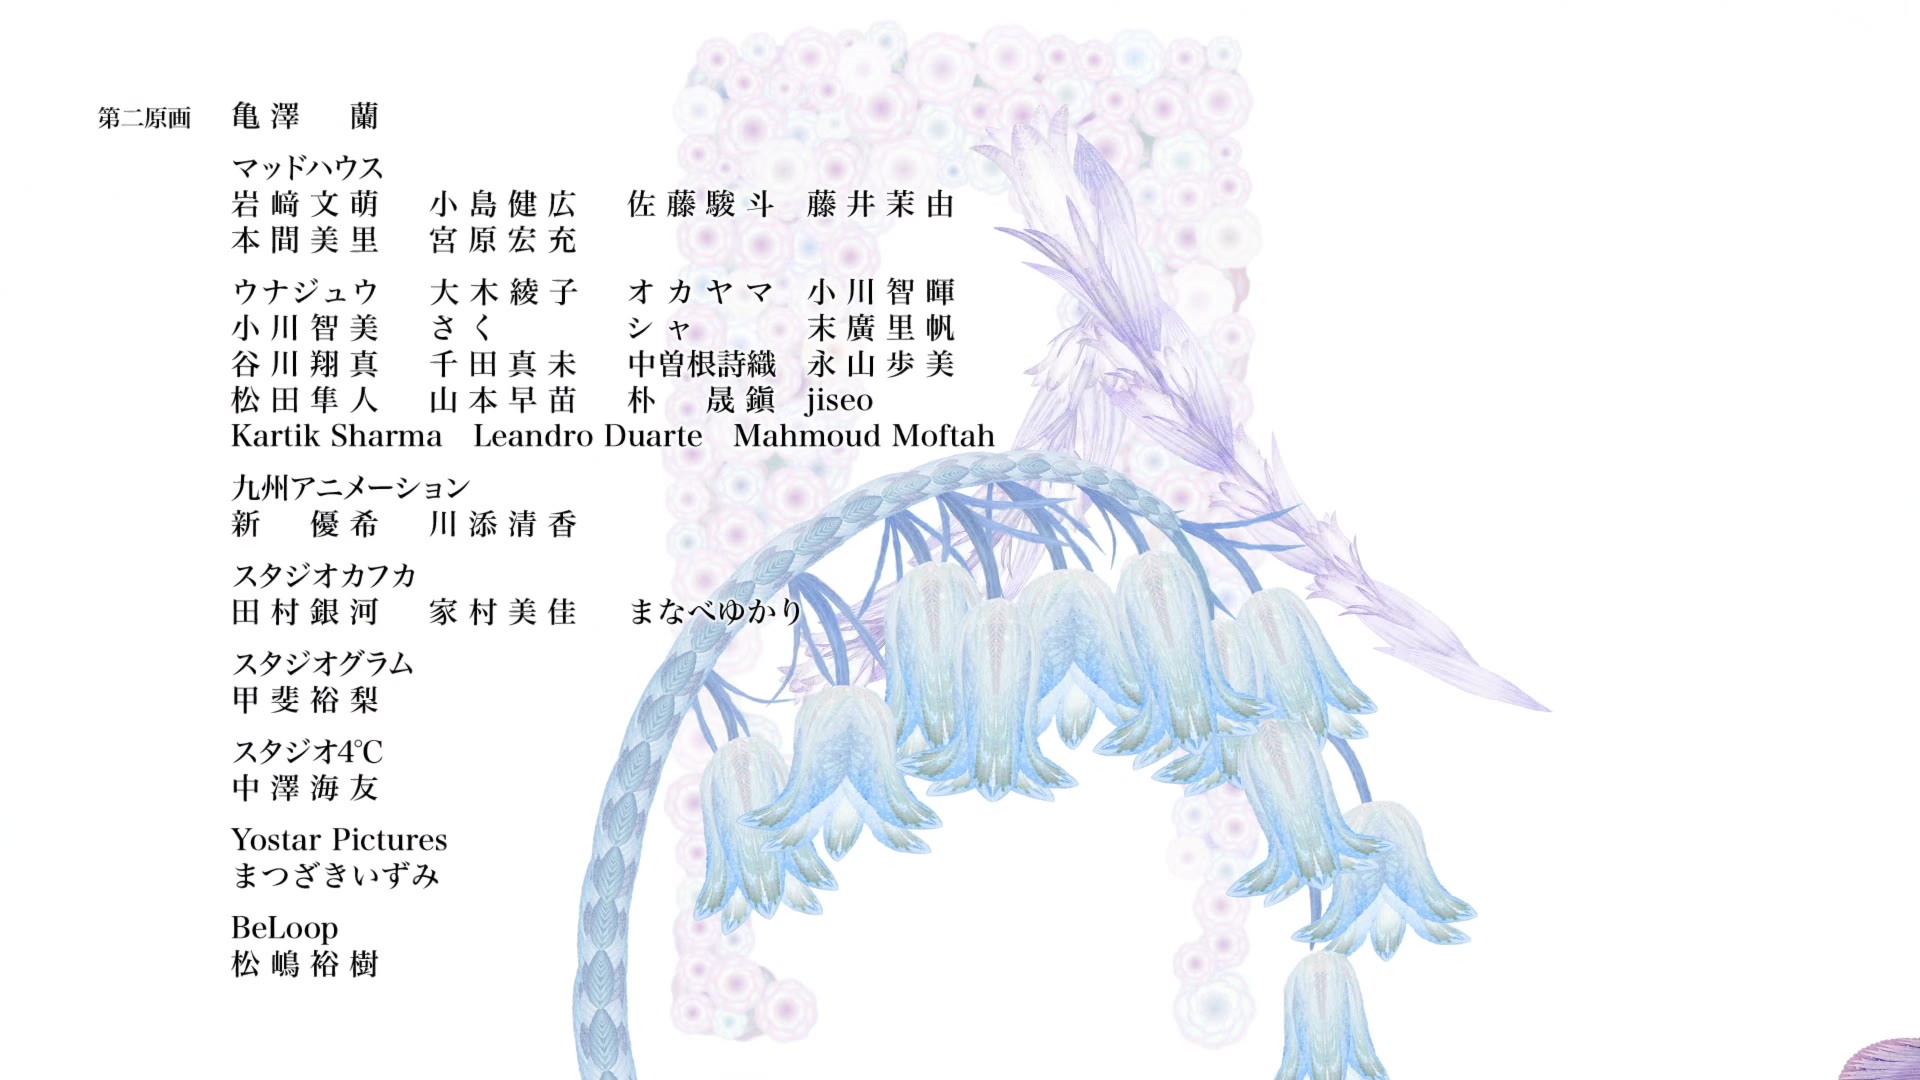 第二原画 亀澤 蘭
マッドハウス
岩﨑文萌 小島健広 佐藤駿斗 藤井茉由
本間美里 宮原宏充
ウナジュウ 大木綾子 オカヤマ 小川智暉
小川智美 さく シャ 末廣里帆
谷川翔真 千田真未 中曽根詩織 永山歩美
松田隼人 山本早苗 朴 晟鎭 jiseo
Kartik Sharma Leandro Duarte Mahmoud Moftah
九州アニメーション
新 優希 川添清香
スタジオカフカ
田村銀河 家村美佳 まなべゆかり
スタジオグラム
甲斐裕梨
スタジオ4℃
中澤海友
Yostar Pictures
まつざきいずみ
BeLoop
松嶋裕樹